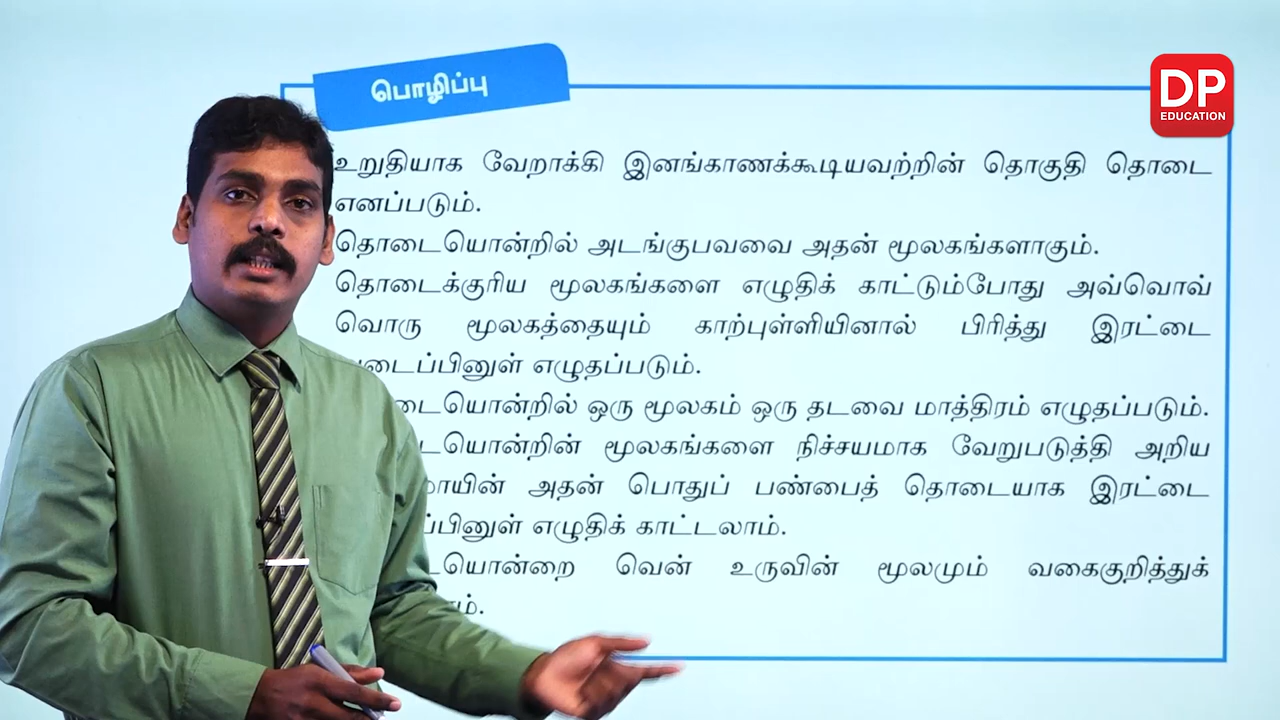 பொழிப்பு
DP
EDUCATION
உறுதியாக வேறாக்கி இனங்காணக்கூடியவற்றின் தொகுதி தொடை
எனப்படும்.
தொடையொன்றில் அடங்குபவவை அதன் மூலகங்களாகும்.
தொடைக்குரிய மூலகங்களை எழுதிக் காட்டும்போது அவ்வொவ்
வொரு மூலகத்தையும் காற்புள்ளியினால் பிரித்து இரட்டை
எழுதப்படும்.
ஒரு மூலகம் ஒரு தடவை மாத்திரம் எழுதப்படும்.
மூலகங்களை நிச்சயமாக வேறுபடுத்தி அறிய
அதன் பொதுப் பண்பைத் தொடையாக இரட்டை
எழுதிக் காட்டலாம்.
வென் உருவின் மூலமும் வகைகுறித்துக்